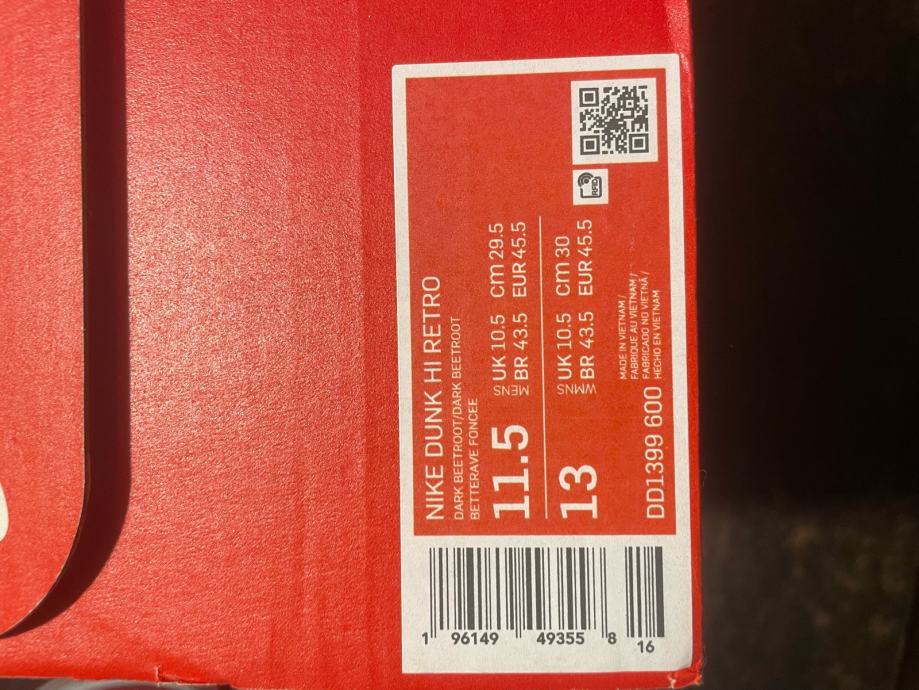 NIKE DUNK HI RETRO
DARK BEETROOT/DARK BEETROOT
BETTERAVE FONCEE
11.5 MENS UK 10.5 cm 29.5
BR 43.5 EUR 45.5
13 WMNS UK 10.5 cm 30
BR 43.5 EUR 45.5
RFID
MADE IN VIETNAM /
FABRIQUE AU VIETNAM /
FABRICADO NO VIETNÃ /
HECHO EN VIETNAM
DD1399 600
1 96149 49355 8 16